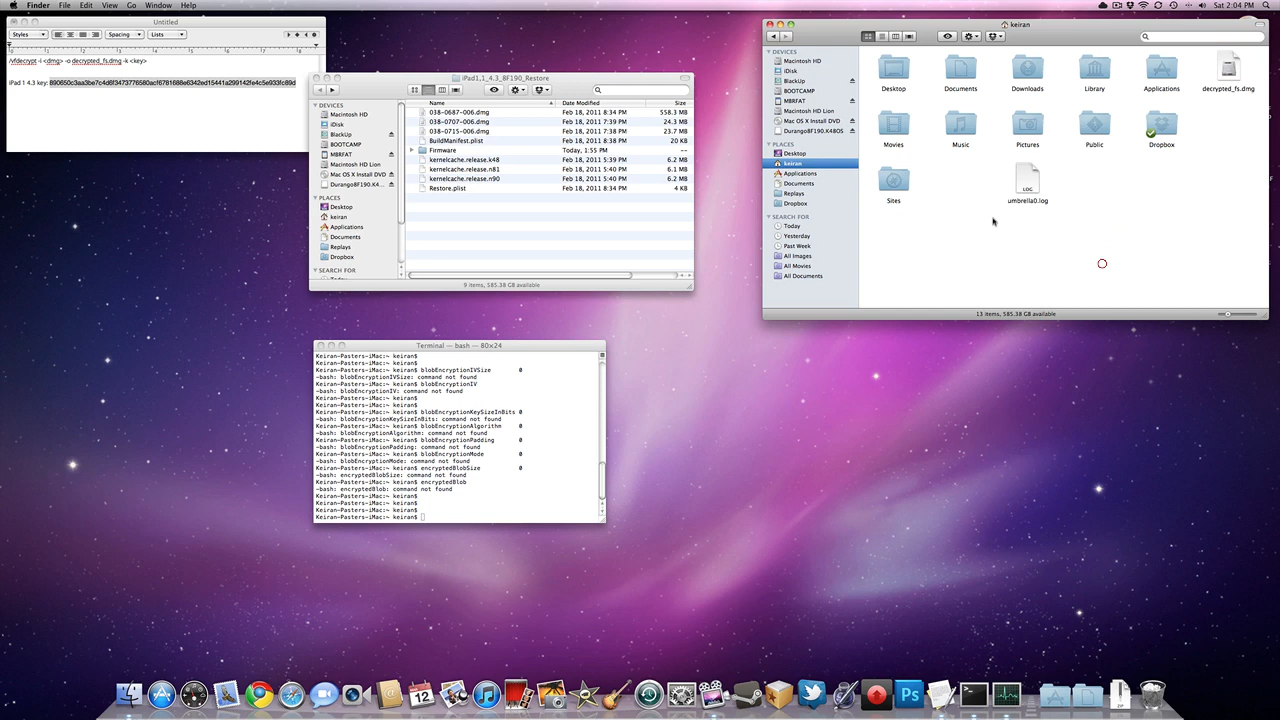 Finder File Edit View Go Window Help
Sat 2:04 PM
Untitled
Styles Spacing Lists
/vfdecrypt -i <dmg> -o decrypted_fs.dmg -k <key>
iPad 1 4.3 key:
iPad1,1_4.3_8F190_Restore
DEVICES
Macintosh HD
iDisk
BackUp
BOOTCAMP
MBRFAT
Macintosh HD Lion
Mac OS X Install DVD
Durango8F190.K4...
PLACES
Desktop
keiran
Applications
Documents
Replays
Dropbox
SEARCH FOR
Name Date Modified Size
038-0687-006.dmg Feb 18, 2011 8:34 PM 558.3 MB
038-0707-006.dmg Feb 18, 2011 7:39 PM 24.3 MB
038-0715-006.dmg Feb 18, 2011 7:38 PM 23.7 MB
BuildManifest.plist Feb 18, 2011 8:34 PM 20 KB
Firmware Today, 1:55 PM --
kernelcache.release.k48 Feb 18, 2011 5:39 PM 6.2 MB
kernelcache.release.n81 Feb 18, 2011 5:40 PM 6.1 MB
kernelcache.release.n90 Feb 18, 2011 5:40 PM 6.2 MB
Restore.plist Feb 18, 2011 8:34 PM 4 KB
9 items, 585.38 GB available
keiran
DEVICES
Macintosh HD
iDisk
BackUp
BOOTCAMP
MBRFAT
Macintosh HD Lion
Mac OS X Install DVD
Durango8F190.K48OS
PLACES
Desktop
keiran
Applications
Documents
Replays
Dropbox
SEARCH FOR
Today
Yesterday
Past Week
All Images
All Movies
All Documents
Desktop Documents Downloads Library Applications decrypted_fs.dmg
Movies Music Pictures Public Dropbox
LOG
Sites umbrella0.log
13 items, 585.38 GB available
Terminal — bash — 80×24
Keiran-Pasters-iMac:~ keiran$
Keiran-Pasters-iMac:~ keiran$
Keiran-Pasters-iMac:~ keiran$ blobEncryptionIVSize 0
-bash: blobEncryptionIVSize: command not found
Keiran-Pasters-iMac:~ keiran$ blobEncryptionIV
-bash: blobEncryptionIV: command not found
Keiran-Pasters-iMac:~ keiran$
Keiran-Pasters-iMac:~ keiran$
Keiran-Pasters-iMac:~ keiran$ blobEncryptionKeySizeInBits 0
-bash: blobEncryptionKeySizeInBits: command not found
Keiran-Pasters-iMac:~ keiran$ blobEncryptionAlgorithm 0
-bash: blobEncryptionAlgorithm: command not found
Keiran-Pasters-iMac:~ keiran$ blobEncryptionPadding 0
-bash: blobEncryptionPadding: command not found
Keiran-Pasters-iMac:~ keiran$ blobEncryptionMode 0
-bash: blobEncryptionMode: command not found
Keiran-Pasters-iMac:~ keiran$ encryptedBlobSize 0
-bash: encryptedBlobSize: command not found
Keiran-Pasters-iMac:~ keiran$ encryptedBlob
-bash: encryptedBlob: command not found
Keiran-Pasters-iMac:~ keiran$
Keiran-Pasters-iMac:~ keiran$
Keiran-Pasters-iMac:~ keiran$
Keiran-Pasters-iMac:~ keiran$
12
Ps